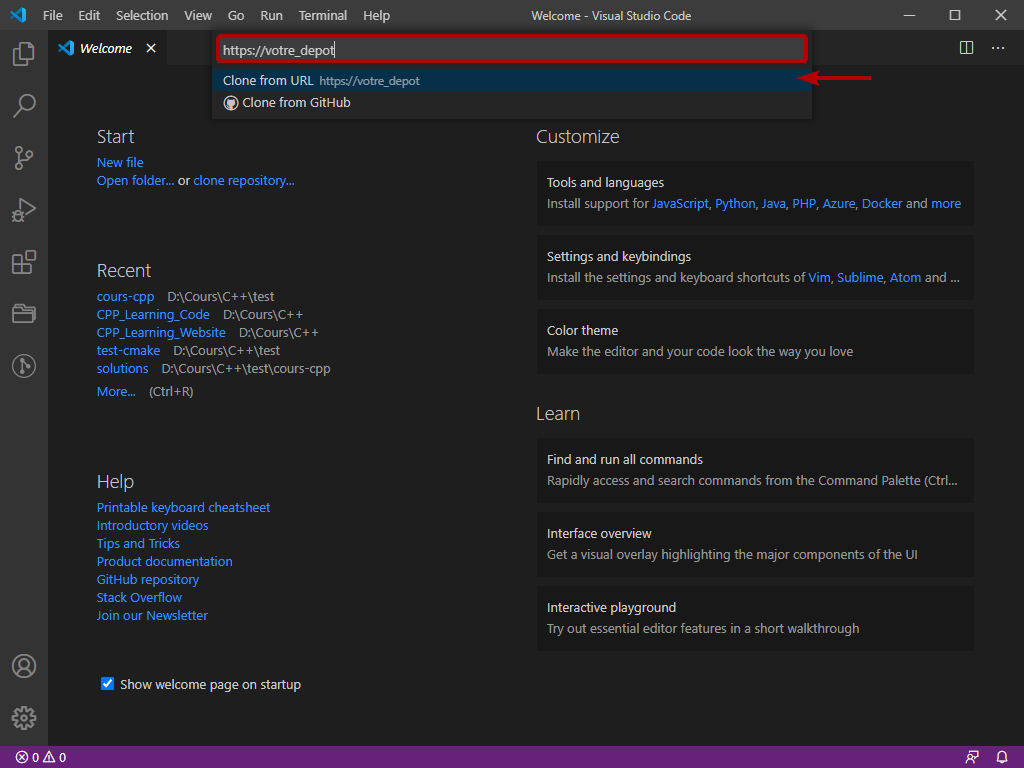 File Edit Selection View Go Run Terminal Help Welcome - Visual Studio Code
Welcome
https://votre_depot
Clone from URL https://votre_depot
Clone from GitHub
Start
New file
Open folder... or clone repository...
Recent
cours-cpp D:\Cours\C++\test
CPP_Learning_Code D:\Cours\C++
CPP_Learning_Website D:\Cours\C++
test-cmake D:\Cours\C++\test
solutions D:\Cours\C++\test\cours-cpp
More... (Ctrl+R)
Help
Printable keyboard cheatsheet
Introductory videos
Tips and Tricks
Product documentation
GitHub repository
Stack Overflow
Join our Newsletter
Show welcome page on startup
Customize
Tools and languages
Install support for JavaScript, Python, Java, PHP, Azure, Docker and more
Settings and keybindings
Install the settings and keyboard shortcuts of Vim, Sublime, Atom and ...
Color theme
Make the editor and your code look the way you love
Learn
Find and run all commands
Rapidly access and search commands from the Command Palette (Ctrl...
Interface overview
Get a visual overlay highlighting the major components of the UI
Interactive playground
Try out essential editor features in a short walkthrough
0 0